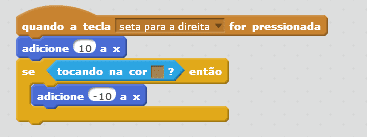 quando a tecla seta para a direita for pressionada
adicione 10 a x
se tocando na cor ? então
adicione -10 a x